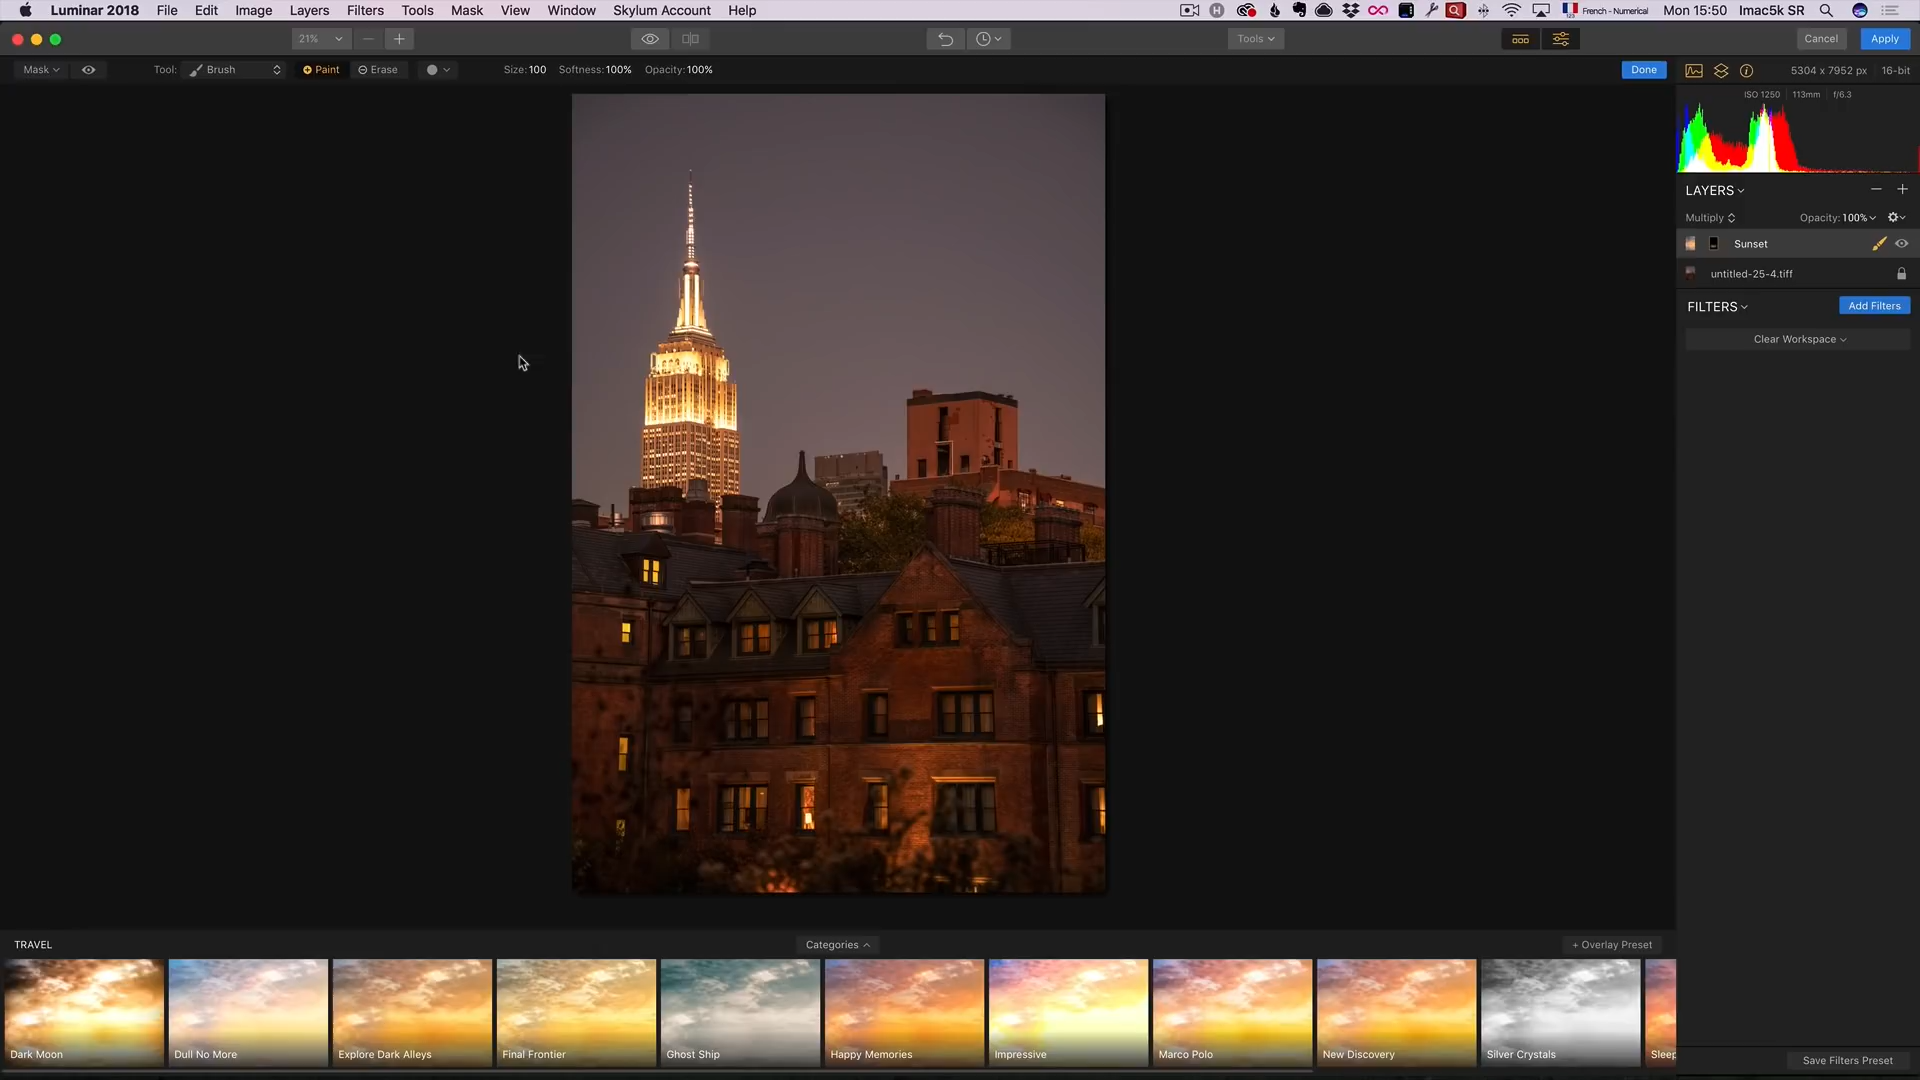 Luminar 2018 File Edit Image Layers Filters Tools Mask View Window Skylum Account Help French - Numerical Mon 15:50 Imac5k SR
21% Tools Cancel Apply
Mask Tool: Brush Paint Erase Size: 100 Softness: 100% Opacity: 100% Done 5304 x 7952 px 16-bit
ISO 1250 113mm f/6.3
LAYERS
Multiply Opacity: 100%
Sunset
untitled-25-4.tiff
FILTERS Add Filters
Clear Workspace
TRAVEL Categories + Overlay Preset
Dark Moon Dull No More Explore Dark Alleys Final Frontier Ghost Ship Happy Memories Impressive Marco Polo New Discovery Silver Crystals Sleep
Save Filters Preset